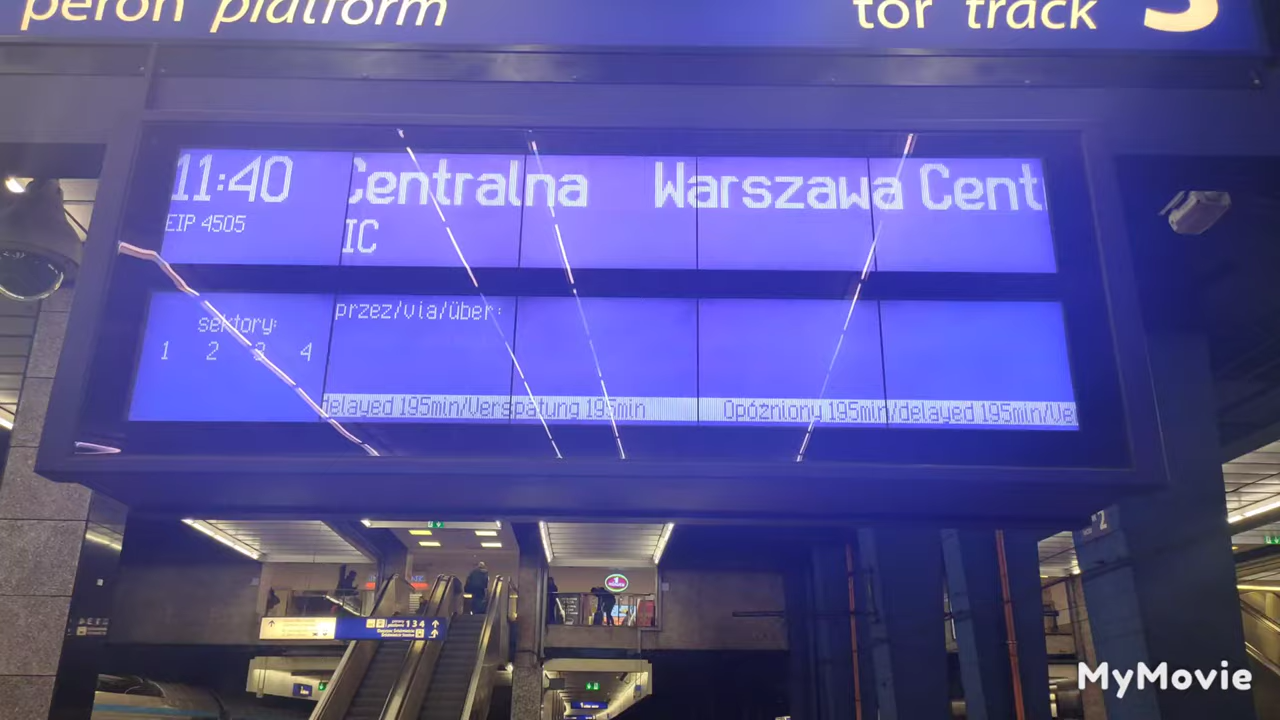 peron platform
tor track 3
11:40
Centralna Warszawa Cent
EIP 4505
IC
sektory:
przez/via/über:
1 2 3 4
delayed 195min/Verspätung 195min Opóźniony 195min/delayed 195min/Ve
2
MyMovie